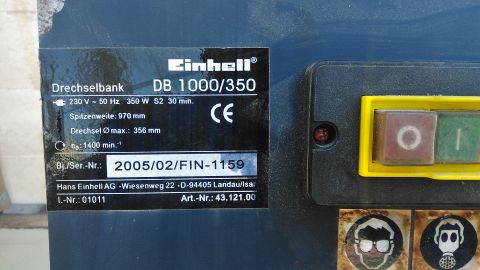 Einhell®
Drechselbank DB 1000/350
230 V ~ 50 Hz 350 W S2 30 min.
Spitzenweite: 970 mm
Drechsel Ø max.: 356 mm
CE
n₀: 1400 min⁻¹
Bj./Ser.-Nr.: 2005/02/FIN-1159
Hans Einhell AG -Wiesenweg 22 -D-94405 Landau/Isar
I.-Nr.: 01011 Art.-Nr.: 43.121.00
O I